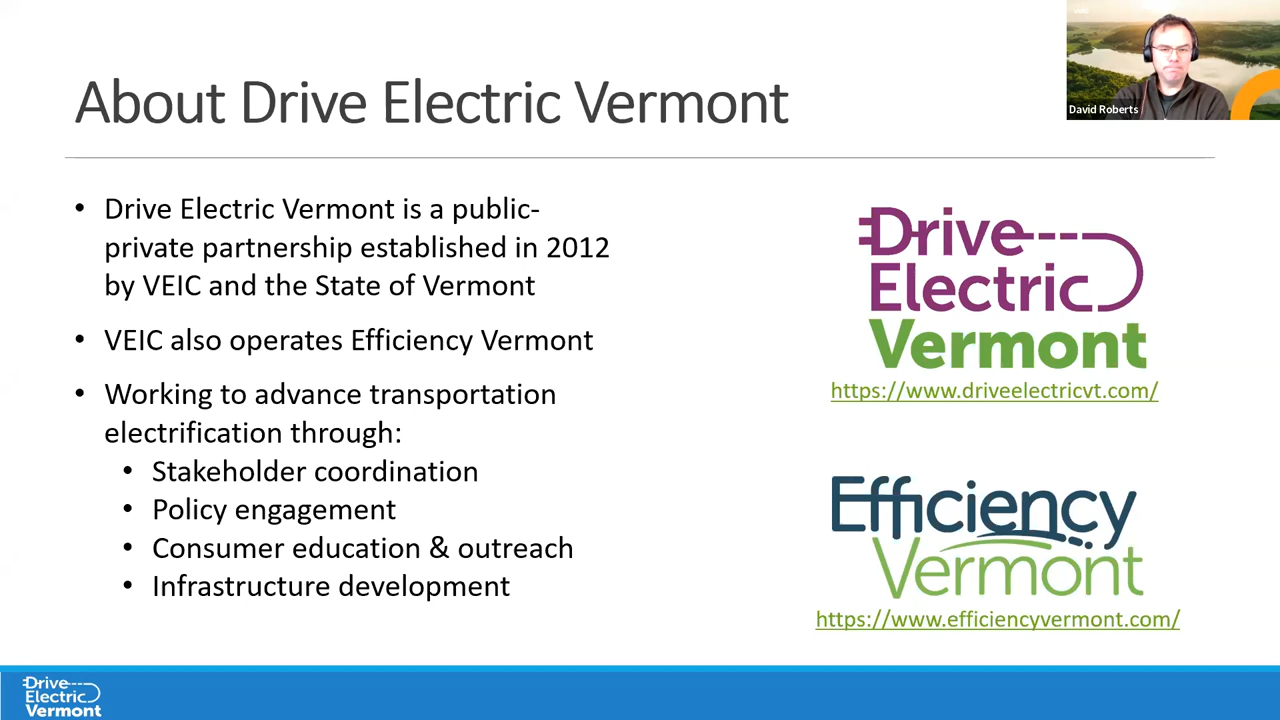 About Drive Electric Vermont
David Roberts
• Drive Electric Vermont is a public-
private partnership established in 2012
by VEIC and the State of Vermont
• VEIC also operates Efficiency Vermont
• Working to advance transportation
electrification through:
• Stakeholder coordination
• Policy engagement
• Consumer education & outreach
• Infrastructure development
Drive
Electric
Vermont
https://www.driveelectricvt.com/
Efficiency
Vermont
https://www.efficiencyvermont.com/
Drive
Electric
Vermont